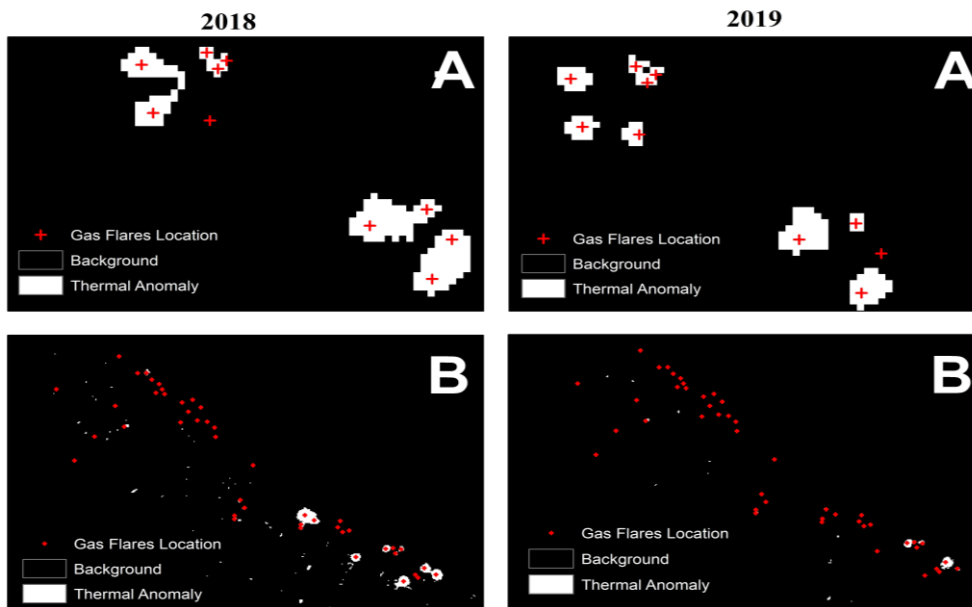 2018
2019
A
Gas Flares Location
Background
Thermal Anomaly
A
Gas Flares Location
Background
Thermal Anomaly
B
Gas Flares Location
Background
Thermal Anomaly
B
Gas Flares Location
Background
Thermal Anomaly